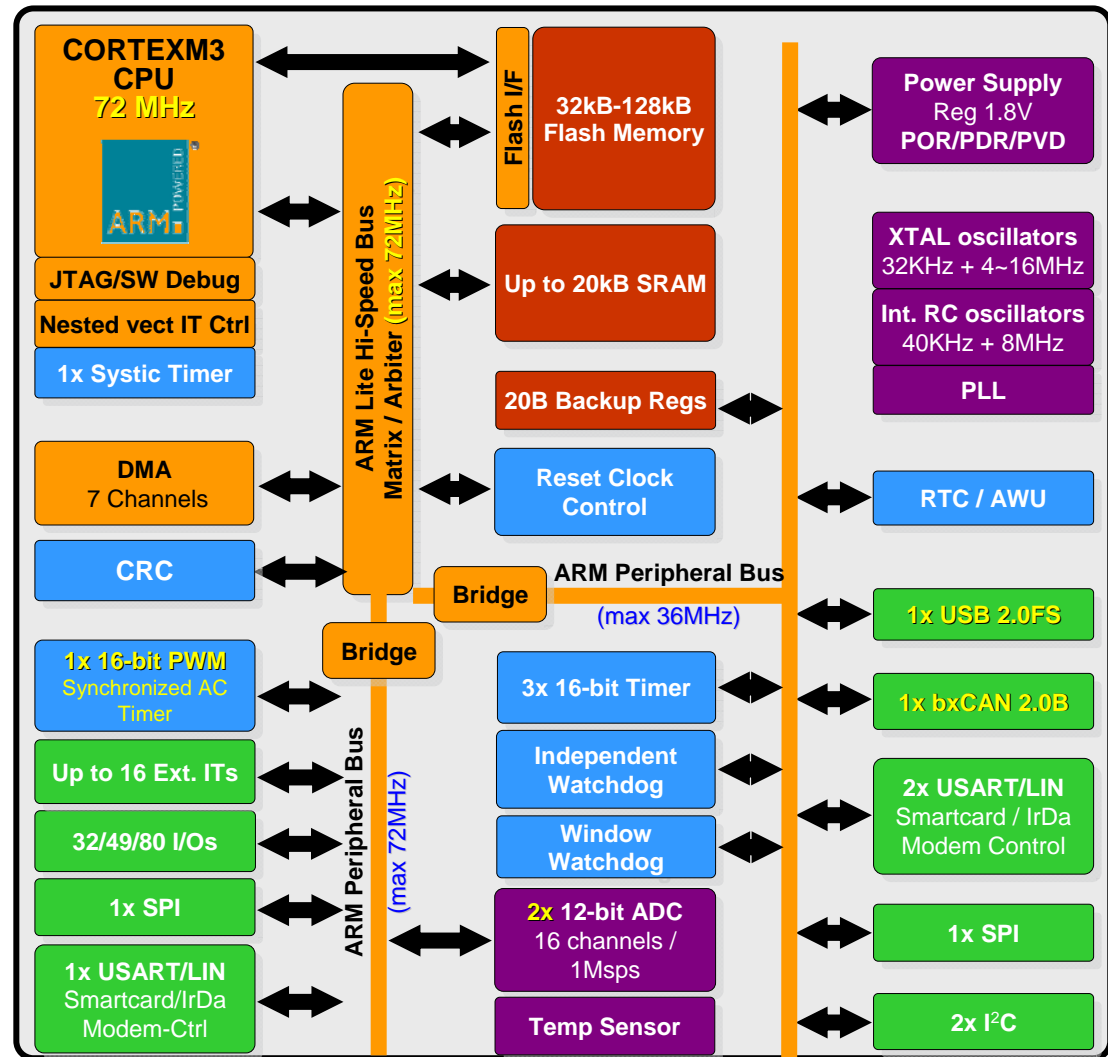 CORTEXM3
CPU
72 MHz
ARM POWERED
JTAG/SW Debug
Nested vect IT Ctrl
1x Systic Timer
DMA
7 Channels
CRC
1x 16-bit PWM
Synchronized AC
Timer
Up to 16 Ext. ITs
32/49/80 I/Os
1x SPI
1x USART/LIN
Smartcard/IrDa
Modem-Ctrl
ARM Lite Hi-Speed Bus
Matrix / Arbiter (max 72MHz)
Bridge
ARM Peripheral Bus
(max 72MHz)
Flash I/F
32kB-128kB
Flash Memory
Up to 20kB SRAM
20B Backup Regs
Reset Clock
Control
Bridge
ARM Peripheral Bus
(max 36MHz)
3x 16-bit Timer
Independent
Watchdog
Window
Watchdog
2x 12-bit ADC
16 channels /
1Msps
Temp Sensor
Power Supply
Reg 1.8V
POR/PDR/PVD
XTAL oscillators
32KHz + 4~16MHz
Int. RC oscillators
40KHz + 8MHz
PLL
RTC / AWU
1x USB 2.0FS
1x bxCAN 2.0B
2x USART/LIN
Smartcard / IrDa
Modem Control
1x SPI
2x I²C